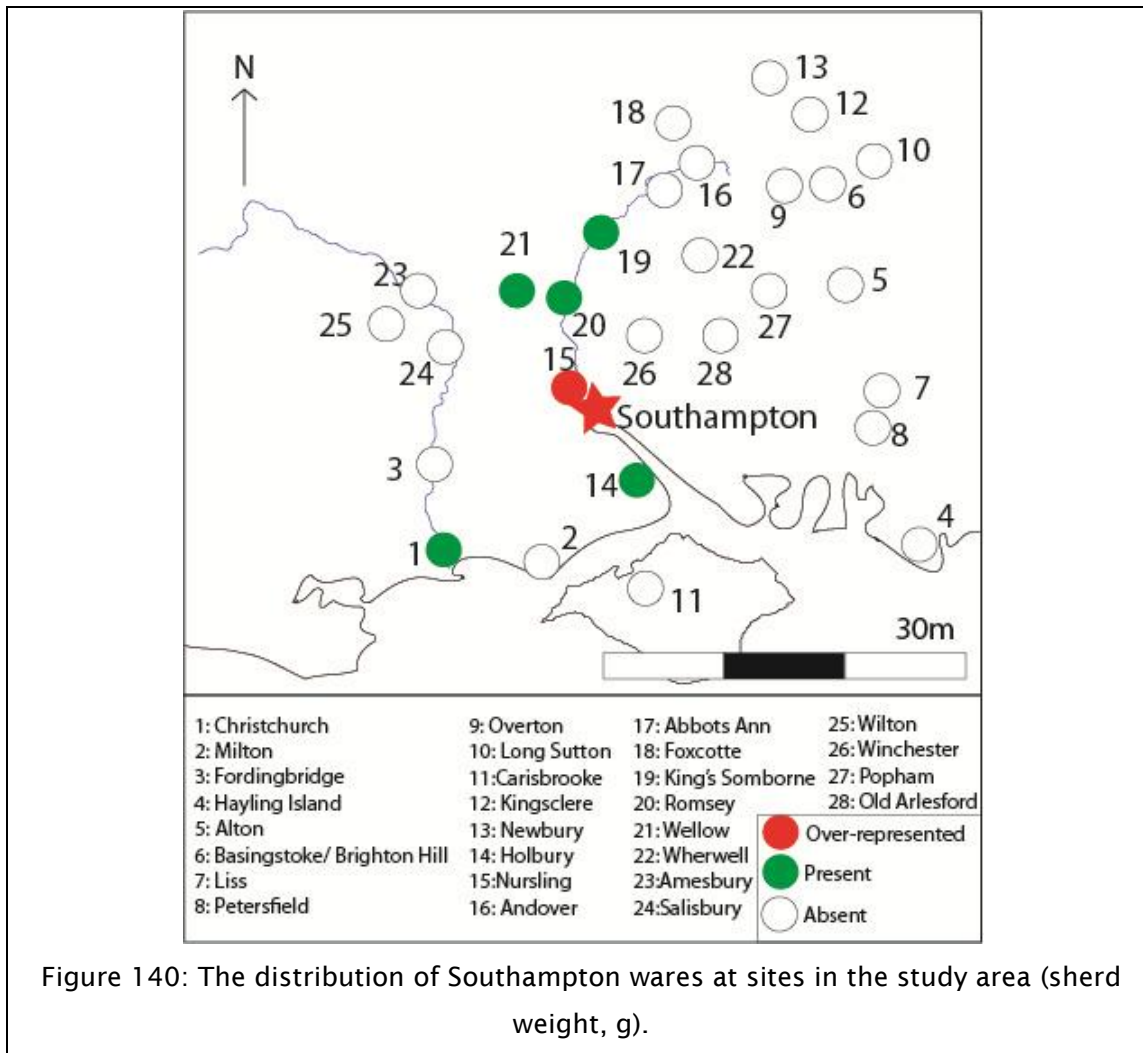 N
13
12
18
10
17
16
9
6
21
19
22
23
5
20
27
25
24
15
26
28
Southampton
7
8
3
14
4
1
2
11
30m
1: Christchurch
2: Milton
3: Fordingbridge
4: Hayling Island
5: Alton
6: Basingstoke/ Brighton Hill
7: Liss
8: Petersfield
9: Overton
10: Long Sutton
11:Carisbrooke
12: Kingsclere
13: Newbury
14: Holbury
15:Nursling
16: Andover
17: Abbots Ann
18: Foxcotte
19: King's Somborne
20: Romsey
21: Wellow
22: Wherwell
23:Amesbury
24:Salisbury
25: Wilton
26: Winchester
27: Popham
28: Old Arlesford
Over-represented
Present
Absent
Figure 140: The distribution of Southampton wares at sites in the study area (sherd
weight, g).